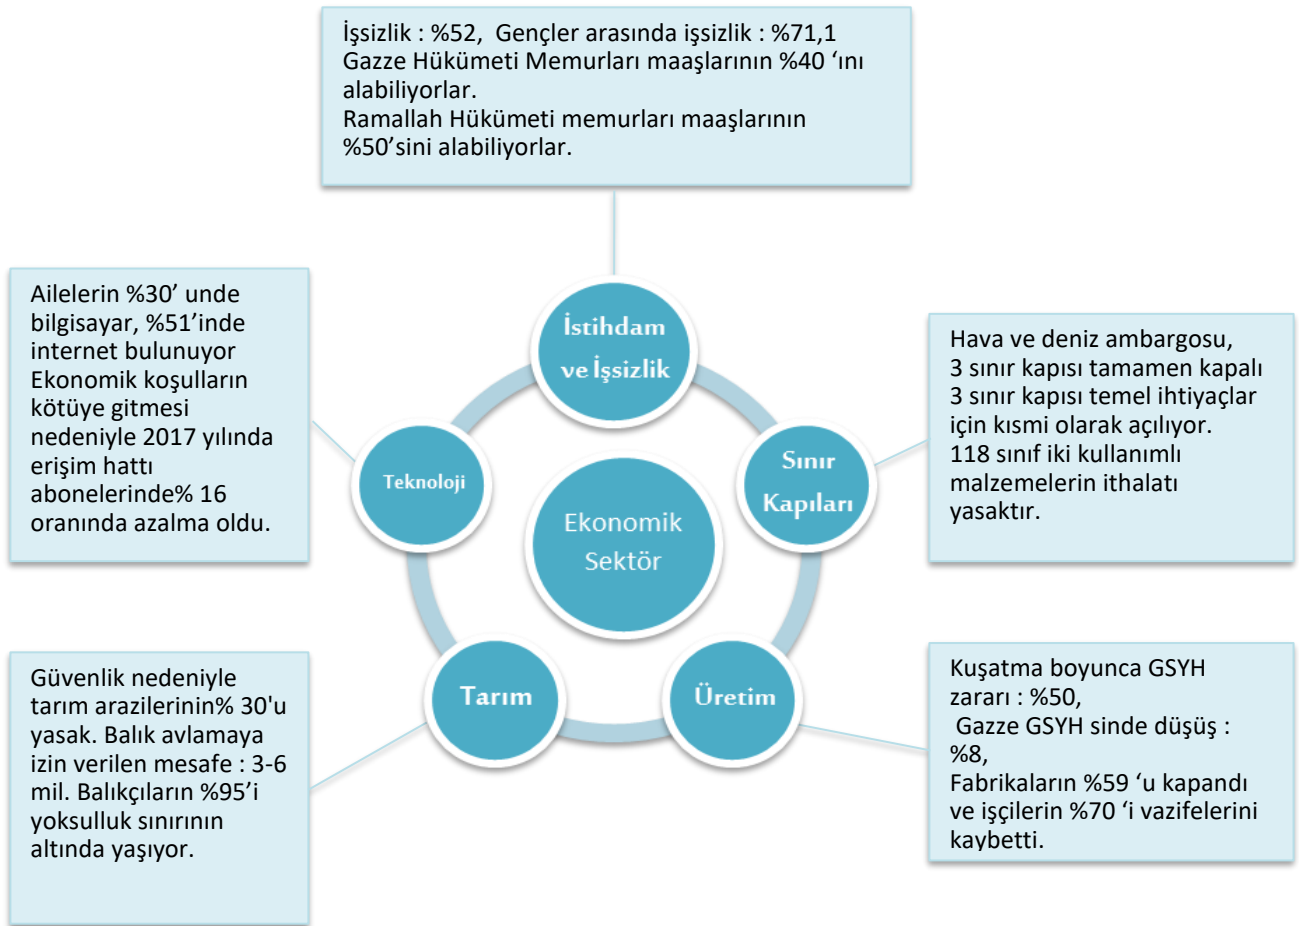 İşsizlik : %52,  Gençler arasında işsizlik : %71,1
Gazze Hükümeti Memurları maaşlarının %40 ‘ını
alabiliyorlar.
Ramallah Hükümeti memurları maaşlarının
%50’sini alabiliyorlar.
Ailelerin %30’ unde
bilgisayar, %51’inde
internet bulunuyor
Ekonomik koşulların
kötüye gitmesi
nedeniyle 2017 yılında
erişim hattı
abonelerinde% 16
oranında azalma oldu.
İstihdam
ve İşsizlik
Hava ve deniz ambargosu,
3 sınır kapısı tamamen kapalı
3 sınır kapısı temel ihtiyaçlar
için kısmi olarak açılıyor.
118 sınıf iki kullanımlı
malzemelerin ithalatı
yasaktır.
Teknoloji
Sınır
Kapıları
Ekonomik
Sektör
Güvenlik nedeniyle
tarım arazilerinin% 30'u
yasak. Balık avlamaya
izin verilen mesafe : 3-6
mil. Balıkçıların %95’i
yoksulluk sınırının
altında yaşıyor.
Tarım
Üretim
Kuşatma boyunca GSYH
zararı : %50,
Gazze GSYH sinde düşüş :
%8,
Fabrikaların %59 ‘u kapandı
ve işçilerin %70 ‘i vazifelerini
kaybetti.